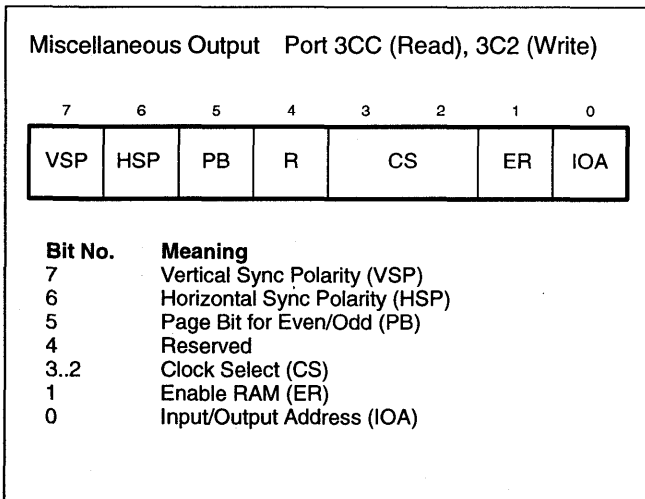 Miscellaneous Output Port 3CC (Read), 3C2 (Write)
7 6 5 4 3 2 1 0
VSP HSP PB R CS ER IOA
Bit No. Meaning
7 Vertical Sync Polarity (VSP)
6 Horizontal Sync Polarity (HSP)
5 Page Bit for Even/Odd (PB)
4 Reserved
3..2 Clock Select (CS)
1 Enable RAM (ER)
0 Input/Output Address (IOA)